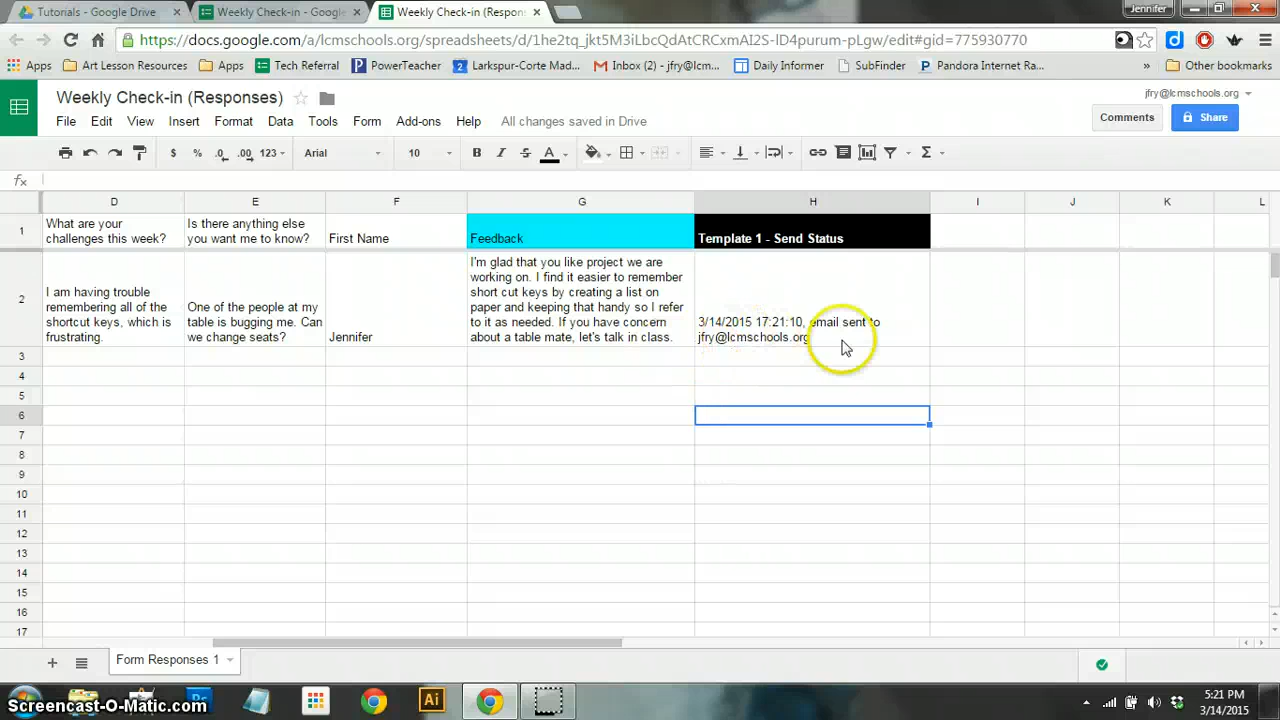 Tutorials - Google Drive
Weekly Check-in - Google
Weekly Check-in (Respons
Jennifer
https://docs.google.com/a/lcmschools.org/spreadsheets/d/1he2tq_jkt5M3iLbcQdAtCRCxmAI2S-lD4purum-pLgw/edit#gid=775930770
Apps
Art Lesson Resources
Apps
Tech Referral
PowerTeacher
Larkspur-Corte Mad...
Inbox (2) - jfry@lcm...
Daily Informer
SubFinder
Pandora Internet Ra...
»
Other bookmarks
Weekly Check-in (Responses)
jfry@lcmschools.org
File Edit View Insert Format Data Tools Form Add-ons Help
All changes saved in Drive
Comments
Share
$ % .0 .00 123
Arial
10
B I S A
Σ
fx
D E F G H I J K L
1
What are your
challenges this week?
Is there anything else
you want me to know?
First Name
Feedback
Template 1 - Send Status
2
I am having trouble
remembering all of the
shortcut keys, which is
frustrating.
One of the people at my
table is bugging me. Can
we change seats?
Jennifer
I'm glad that you like project we are
working on. I find it easier to remember
short cut keys by creating a list on
paper and keeping that handy so I refer
to it as needed. If you have concern
about a table mate, let's talk in class.
3/14/2015 17:21:10, email sent to
jfry@lcmschools.org
3
4
5
6
7
8
9
10
11
12
13
14
15
16
17
Form Responses 1
Ps
Ai
5:21 PM
3/14/2015
Screencast-O-Matic.com